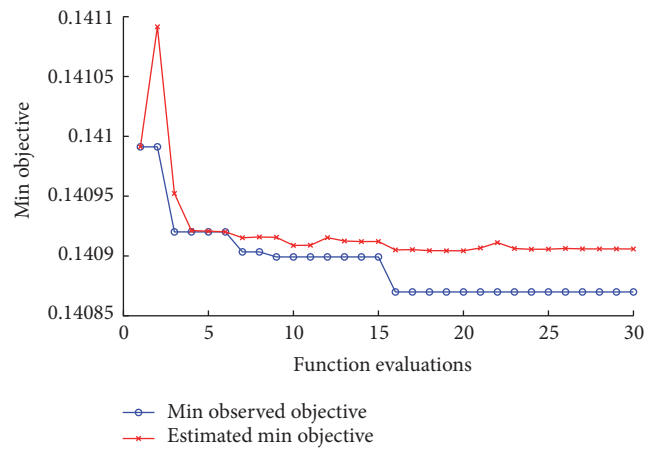 0.1411
0.14105
0.141
0.14095
0.1409
0.14085
Min objective
0 5 10 15 20 25 30
Function evaluations
Min observed objective
Estimated min objective